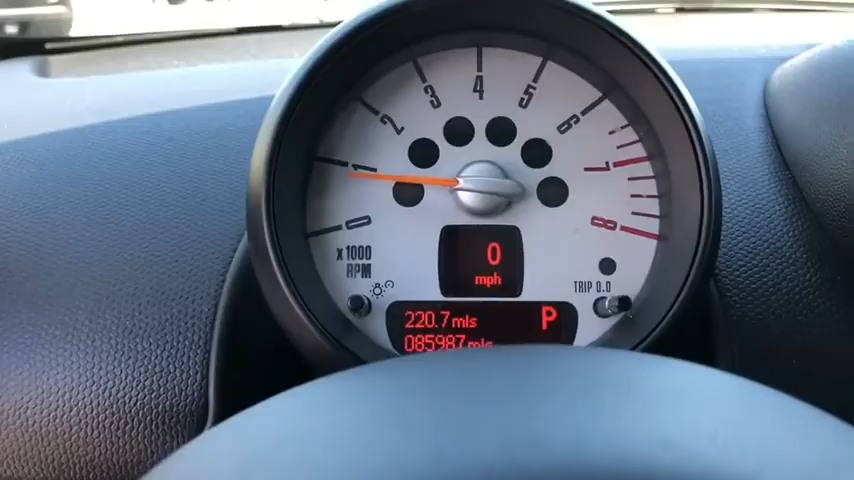 0 1 2 3 4 5 6 7 8
x1000
RPM
0
mph
TRIP 0.0
220.7 mls P
085987 mls